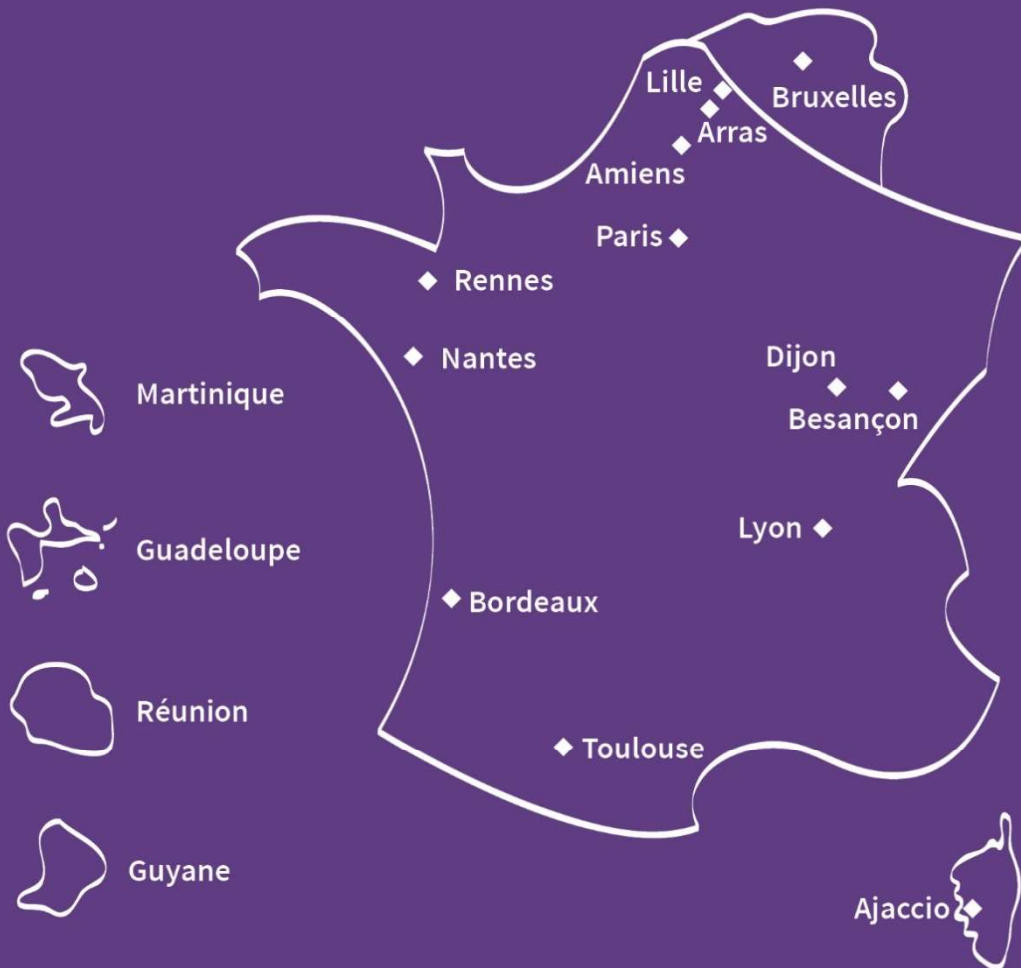 Lille
Bruxelles
Arras
Amiens
Paris
Rennes
Nantes
Dijon
Besançon
Martinique
Lyon
Guadeloupe
Bordeaux
Réunion
Toulouse
Guyane
Ajaccio